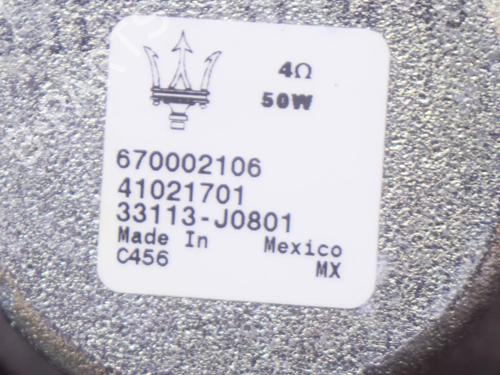 4Ω
50W
670002106
41021701
33113-J0801
Made In Mexico
C456 MX